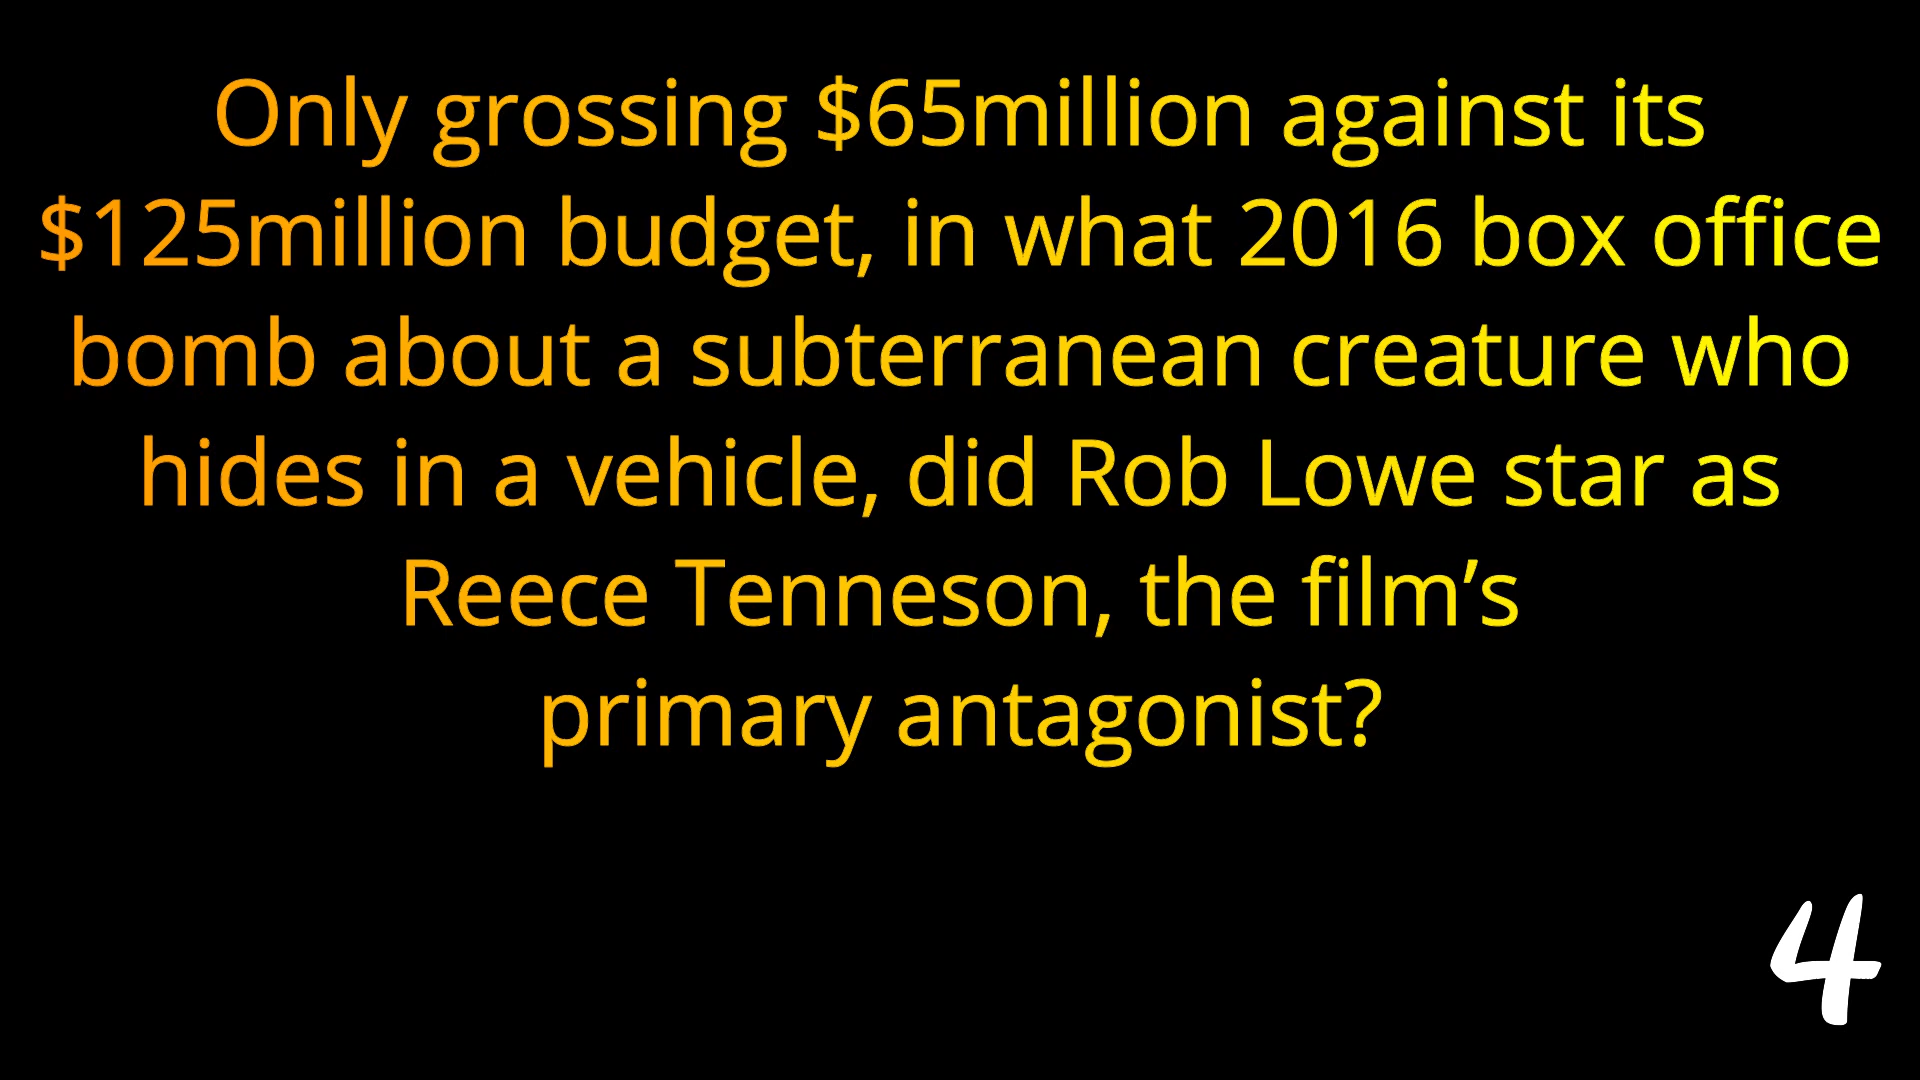 Only grossing $65million against its
$125million budget, in what 2016 box office
bomb about a subterranean creature who
hides in a vehicle, did Rob Lowe star as
Reece Tenneson, the film’s
primary antagonist?
4